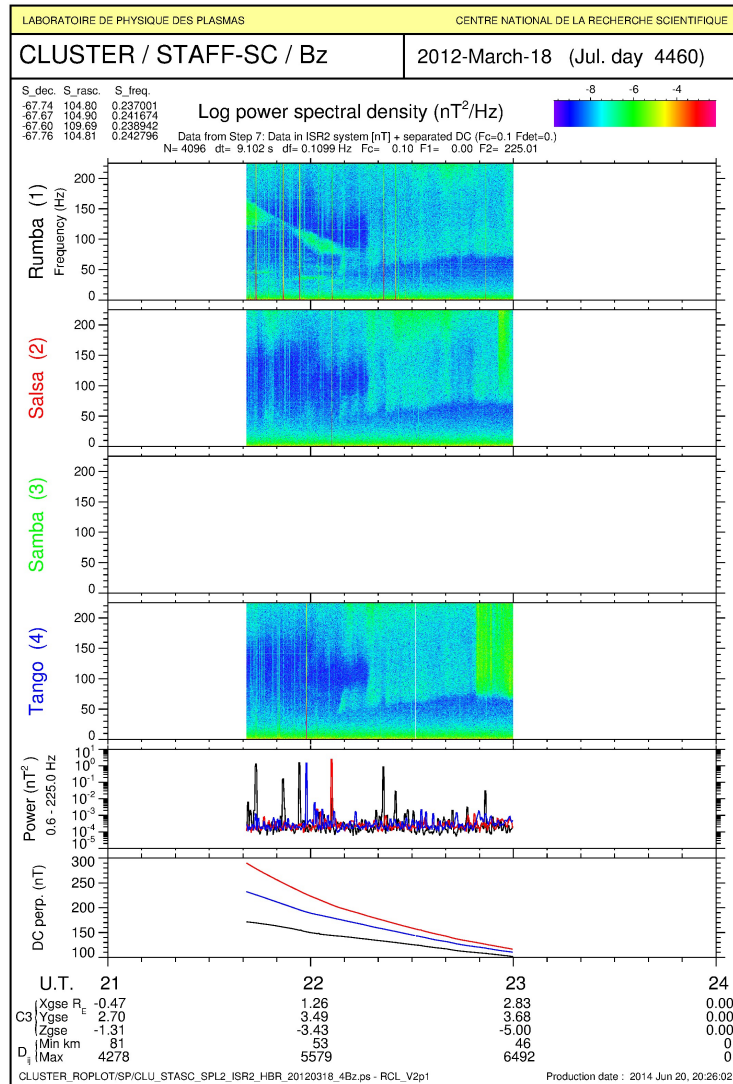 LABORATOIRE DE PHYSIQUE DES PLASMAS CENTRE NATIONAL DE LA RECHERCHE SCIENTIFIQUE
CLUSTER / STAFF-SC / Bz 2012-March-18 (Jul. day 4460)
S_dec. S_rasc. S_freq.
-67.74 104.80 0.237001
-67.67 104.90 0.241674
-67.60 109.69 0.238942
-67.76 104.81 0.242796
Log power spectral density (nT²/Hz)
-8 -6 -4
Data from Step 7: Data in ISR2 system [nT] + separated DC (Fc=0.1 Fdet=0.)
N= 4096 dt= 9.102 s df= 0.1099 Hz Fc= 0.10 F1= 0.00 F2= 225.01
Rumba (1)
Frequency (Hz)
200
150
100
50
0
Salsa (2)
200
150
100
50
0
Samba (3)
200
150
100
50
0
Tango (4)
200
150
100
50
0
Power (nT²)
0.6 - 225.0 Hz
10¹
10⁰
10⁻¹
10⁻²
10⁻³
10⁻⁴
10⁻⁵
DC perp. (nT)
300
250
200
150
100
U.T. 21 22 23 24
C3
Xgse R_E -0.47 1.26 2.83 0.00
Ygse 2.70 3.49 3.68 0.00
Zgse -1.31 -3.43 -5.00 0.00
D_ij
Min km 81 53 46 0
Max 4278 5579 6492 0
CLUSTER_ROPLOT/SP/CLU_STASC_SPL2_ISR2_HBR_20120318_4Bz.ps - RCL_V2p1 Production date : 2014 Jun 20, 20:26:02